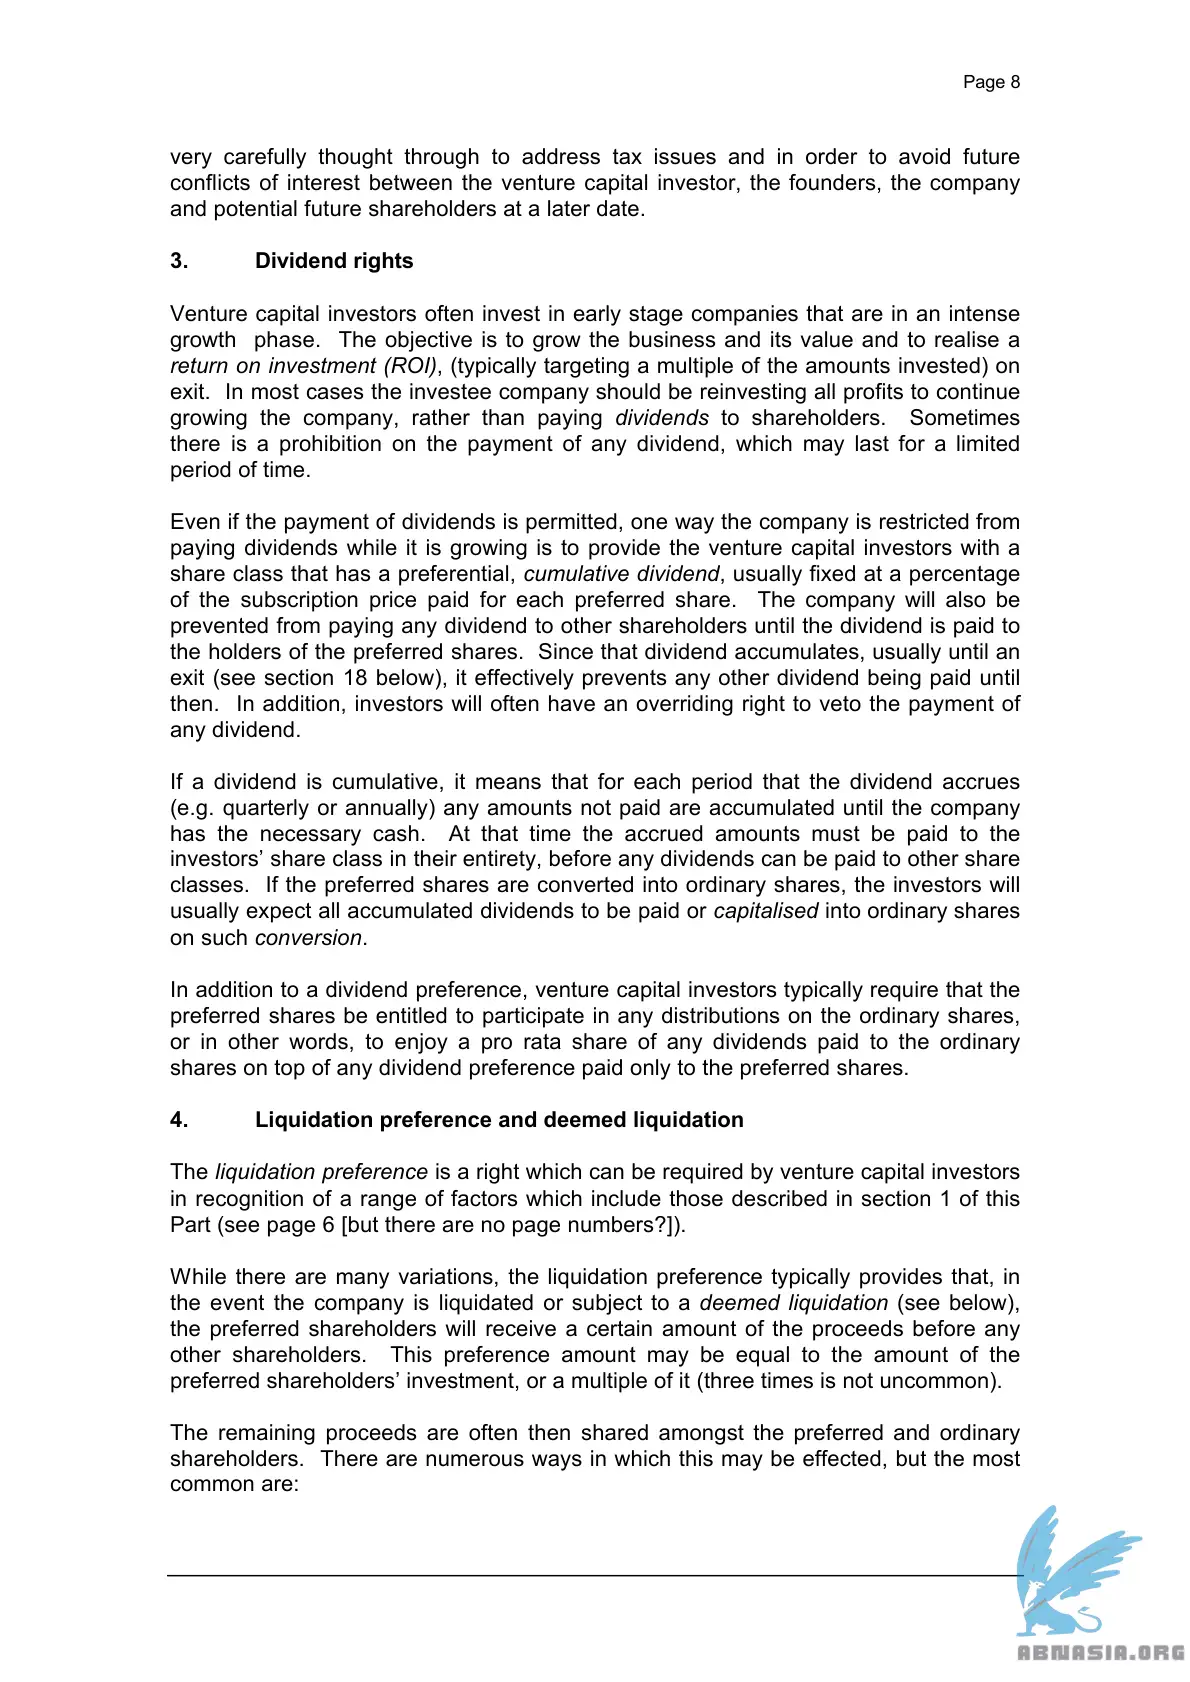 Page 8
very carefully thought through to address tax issues and in order to avoid future
conflicts of interest between the venture capital investor, the founders, the company
and potential future shareholders at a later date.
3. Dividend rights
Venture capital investors often invest in early stage companies that are in an intense
growth phase. The objective is to grow the business and its value and to realise a
return on investment (ROI), (typically targeting a multiple of the amounts invested) on
exit. In most cases the investee company should be reinvesting all profits to continue
growing the company, rather than paying dividends to shareholders. Sometimes
there is a prohibition on the payment of any dividend, which may last for a limited
period of time.
Even if the payment of dividends is permitted, one way the company is restricted from
paying dividends while it is growing is to provide the venture capital investors with a
share class that has a preferential, cumulative dividend, usually fixed at a percentage
of the subscription price paid for each preferred share. The company will also be
prevented from paying any dividend to other shareholders until the dividend is paid to
the holders of the preferred shares. Since that dividend accumulates, usually until an
exit (see section 18 below), it effectively prevents any other dividend being paid until
then. In addition, investors will often have an overriding right to veto the payment of
any dividend.
If a dividend is cumulative, it means that for each period that the dividend accrues
(e.g. quarterly or annually) any amounts not paid are accumulated until the company
has the necessary cash. At that time the accrued amounts must be paid to the
investors’ share class in their entirety, before any dividends can be paid to other share
classes. If the preferred shares are converted into ordinary shares, the investors will
usually expect all accumulated dividends to be paid or capitalised into ordinary shares
on such conversion.
In addition to a dividend preference, venture capital investors typically require that the
preferred shares be entitled to participate in any distributions on the ordinary shares,
or in other words, to enjoy a pro rata share of any dividends paid to the ordinary
shares on top of any dividend preference paid only to the preferred shares.
4. Liquidation preference and deemed liquidation
The liquidation preference is a right which can be required by venture capital investors
in recognition of a range of factors which include those described in section 1 of this
Part (see page 6 [but there are no page numbers?]).
While there are many variations, the liquidation preference typically provides that, in
the event the company is liquidated or subject to a deemed liquidation (see below),
the preferred shareholders will receive a certain amount of the proceeds before any
other shareholders. This preference amount may be equal to the amount of the
preferred shareholders’ investment, or a multiple of it (three times is not uncommon).
The remaining proceeds are often then shared amongst the preferred and ordinary
shareholders. There are numerous ways in which this may be effected, but the most
common are:
ABNASIA.ORG